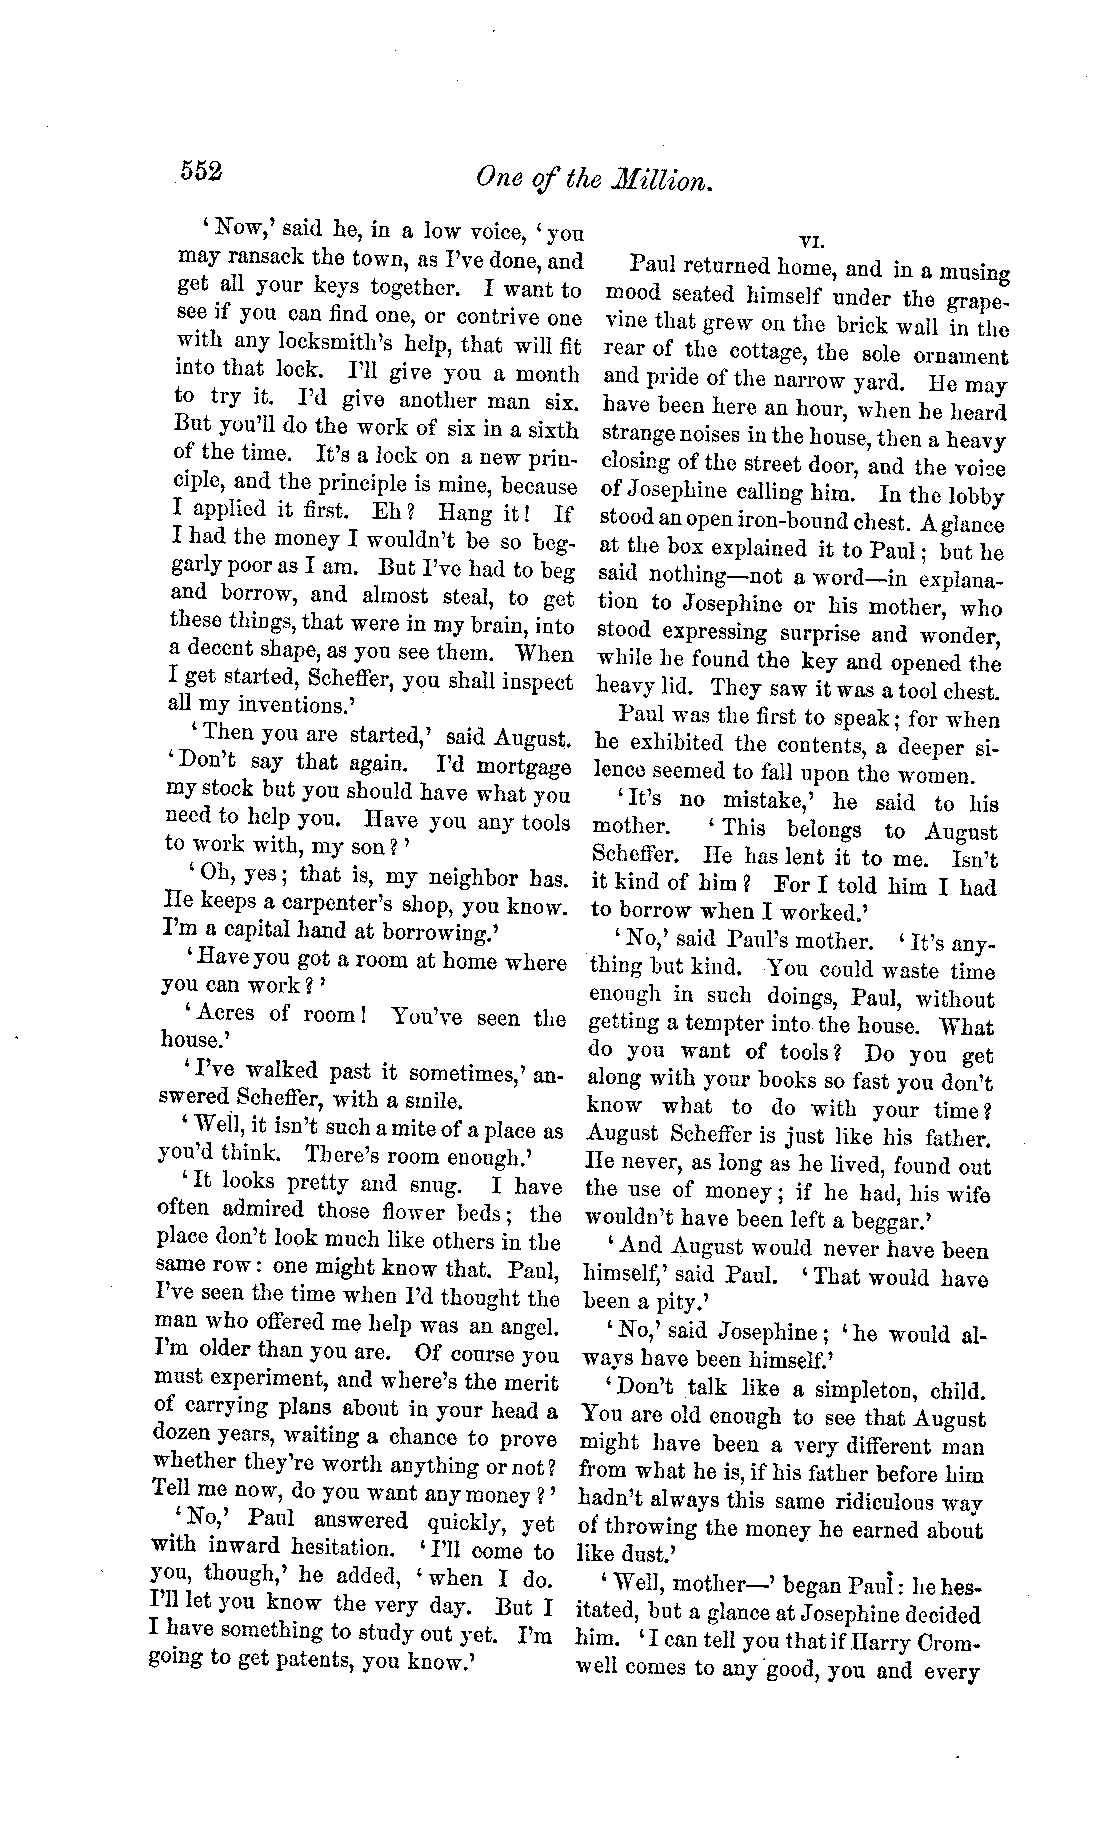 552
One of the Million.
‘Now,’ said he, in a low voice, ‘you
may ransack the town, as I've done, and
get all your keys together. I want to
see if you can find one, or contrive one
with any locksmith's help, that will fit
into that lock. I'll give you a month
to try it. I'd give another man six.
But you'll do the work of six in a sixth
of the time. It's a lock on a new prin-
ciple, and the principle is mine, because
I applied it first. Eh? Hang it! If
I had the money I wouldn't be so beg-
garly poor as I am. But I've had to beg
and borrow, and almost steal, to get
these things, that were in my brain, into
a decent shape, as you see them. When
I get started, Scheffer, you shall inspect
all my inventions.’
‘Then you are started,’ said August.
‘Don't say that again. I'd mortgage
my stock but you should have what you
need to help you. Have you any tools
to work with, my son?’
‘Oh, yes; that is, my neighbor has.
He keeps a carpenter's shop, you know.
I'm a capital hand at borrowing.’
‘Have you got a room at home where
you can work?’
‘Acres of room! You've seen the
house.’
‘I've walked past it sometimes,’ an-
swered Scheffer, with a smile.
‘Well, it isn't such a mite of a place as
you'd think. There's room enough.’
‘It looks pretty and snug. I have
often admired those flower beds; the
place don't look much like others in the
same row: one might know that. Paul,
I've seen the time when I'd thought the
man who offered me help was an angel.
I'm older than you are. Of course you
must experiment, and where's the merit
of carrying plans about in your head a
dozen years, waiting a chance to prove
whether they're worth anything or not?
Tell me now, do you want any money?’
‘No,’ Paul answered quickly, yet
with inward hesitation. ‘I'll come to
you, though,’ he added, ‘when I do.
I'll let you know the very day. But I
I have something to study out yet. I'm
going to get patents, you know.’
VI.
Paul returned home, and in a musing
mood seated himself under the grape-
vine that grew on the brick wall in the
rear of the cottage, the sole ornament
and pride of the narrow yard. He may
have been here an hour, when he heard
strange noises in the house, then a heavy
closing of the street door, and the voice
of Josephine calling him. In the lobby
stood an open iron-bound chest. A glance
at the box explained it to Paul; but he
said nothing—not a word—in explana-
tion to Josephine or his mother, who
stood expressing surprise and wonder,
while he found the key and opened the
heavy lid. They saw it was a tool chest.
Paul was the first to speak; for when
he exhibited the contents, a deeper si-
lence seemed to fall upon the women.
‘It's no mistake,’ he said to his
mother. ‘This belongs to August
Scheffer. He has lent it to me. Isn't
it kind of him? For I told him I had
to borrow when I worked.’
‘No,’ said Paul's mother. ‘It's any-
thing but kind. You could waste time
enough in such doings, Paul, without
getting a tempter into the house. What
do you want of tools? Do you get
along with your books so fast you don't
know what to do with your time?
August Scheffer is just like his father.
He never, as long as he lived, found out
the use of money; if he had, his wife
wouldn't have been left a beggar.’
‘And August would never have been
himself,’ said Paul. ‘That would have
been a pity.’
‘No,’ said Josephine; ‘he would al-
ways have been himself.’
‘Don't talk like a simpleton, child.
You are old enough to see that August
might have been a very different man
from what he is, if his father before him
hadn't always this same ridiculous way
of throwing the money he earned about
like dust.’
‘Well, mother—’ began Paul: he hes-
itated, but a glance at Josephine decided
him. ‘I can tell you that if Harry Crom-
well comes to any good, you and every